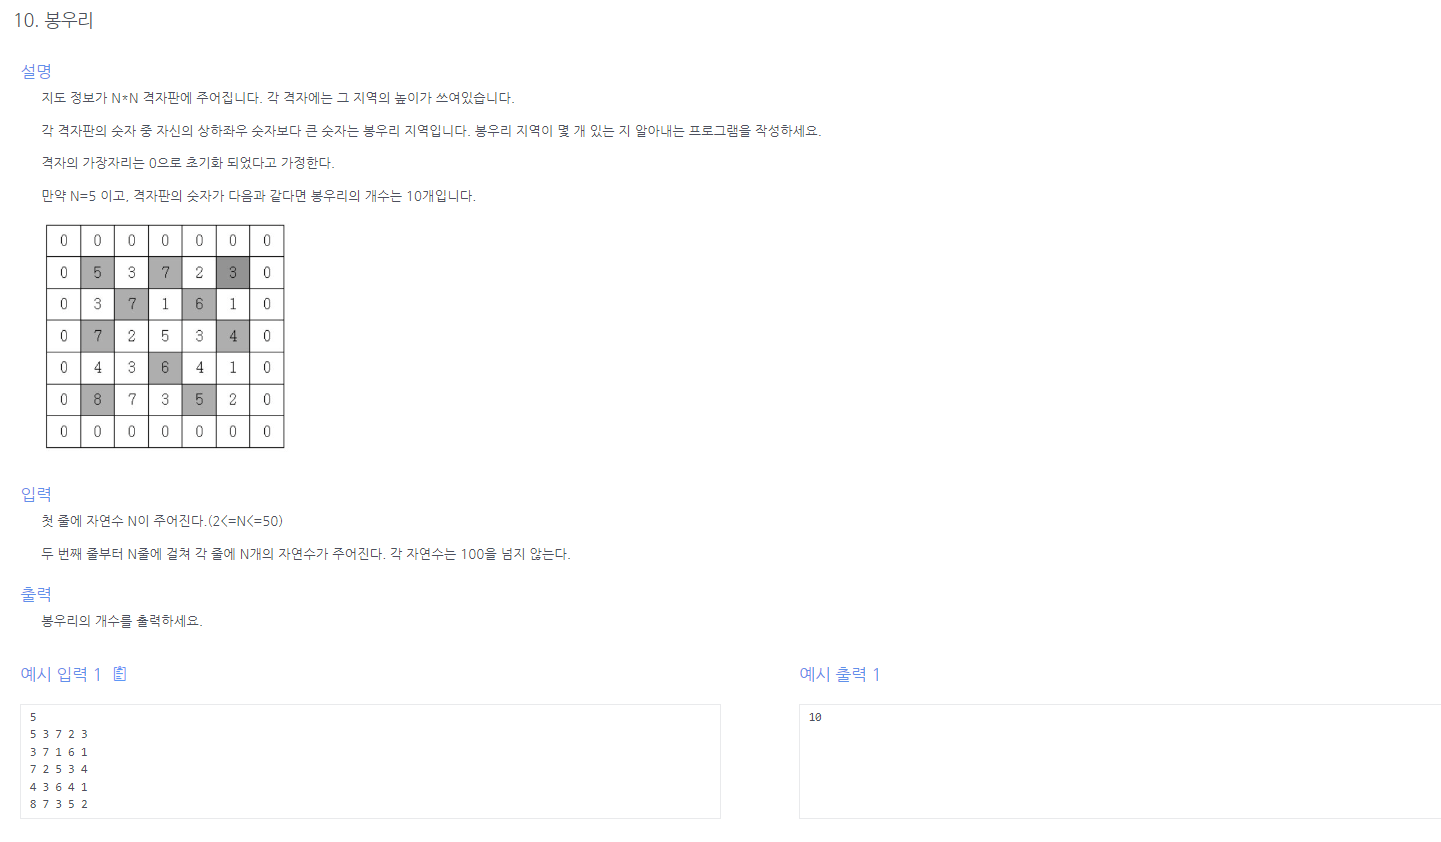 10. 봉우리
설명
지도 정보가 N*N 격자판에 주어집니다. 각 격자에는 그 지역의 높이가 쓰여있습니다.
각 격자판의 숫자 중 자신의 상하좌우 숫자보다 큰 숫자는 봉우리 지역입니다. 봉우리 지역이 몇 개 있는 지 알아내는 프로그램을 작성하세요.
격자의 가장자리는 0으로 초기화 되었다고 가정한다.
만약 N=5 이고, 격자판의 숫자가 다음과 같다면 봉우리의 개수는 10개입니다.
0 0 0 0 0 0 0
0 5 3 7 2 3 0
0 3 7 1 6 1 0
0 7 2 5 3 4 0
0 4 3 6 4 1 0
0 8 7 3 5 2 0
0 0 0 0 0 0 0
입력
첫 줄에 자연수 N이 주어진다.(2<=N<=50)
두 번째 줄부터 N줄에 걸쳐 각 줄에 N개의 자연수가 주어진다. 각 자연수는 100을 넘지 않는다.
출력
봉우리의 개수를 출력하세요.
예시 입력 1
5
5 3 7 2 3
3 7 1 6 1
7 2 5 3 4
4 3 6 4 1
8 7 3 5 2
예시 출력 1
10